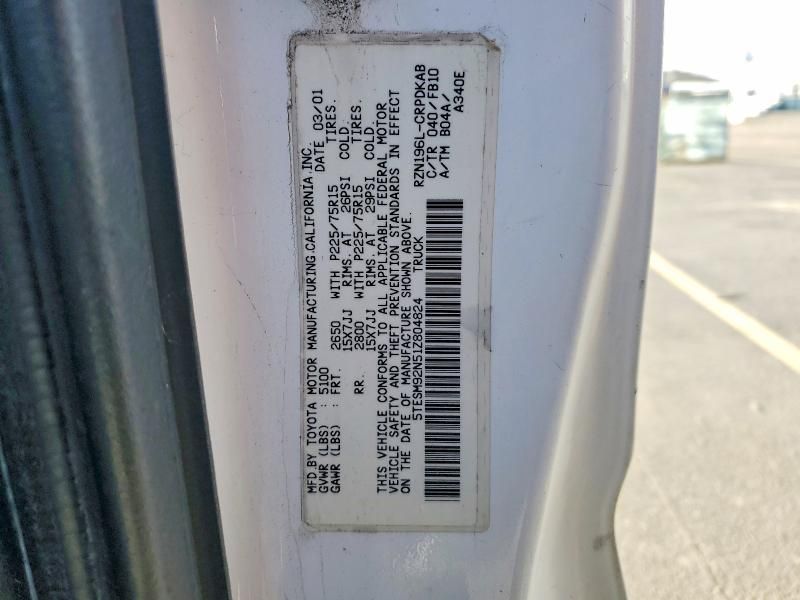 MFD.BY TOYOTA MOTOR MANUFACTURING.CALIFORNIA.INC.
GVWR (LBS) : 5100 DATE 03/01
GAWR (LBS) : FRT. 2650 WITH P225/75R15 TIRES.
15X7JJ RIMS. AT 26PSI COLD.
RR. 2800 WITH P225/75R15 TIRES.
15X7JJ RIMS. AT 29PSI COLD.
THIS VEHICLE CONFORMS TO ALL APPLICABLE FEDERAL MOTOR
VEHICLE SAFETY AND THEFT PREVENTION STANDARDS IN EFFECT
ON THE DATE OF MANUFACTURE SHOWN ABOVE.
5TESM92N51Z804824 TRUCK
RZN196L-CRPDKAB
C/TR 040/FB10
A/TM B04A/
A340E